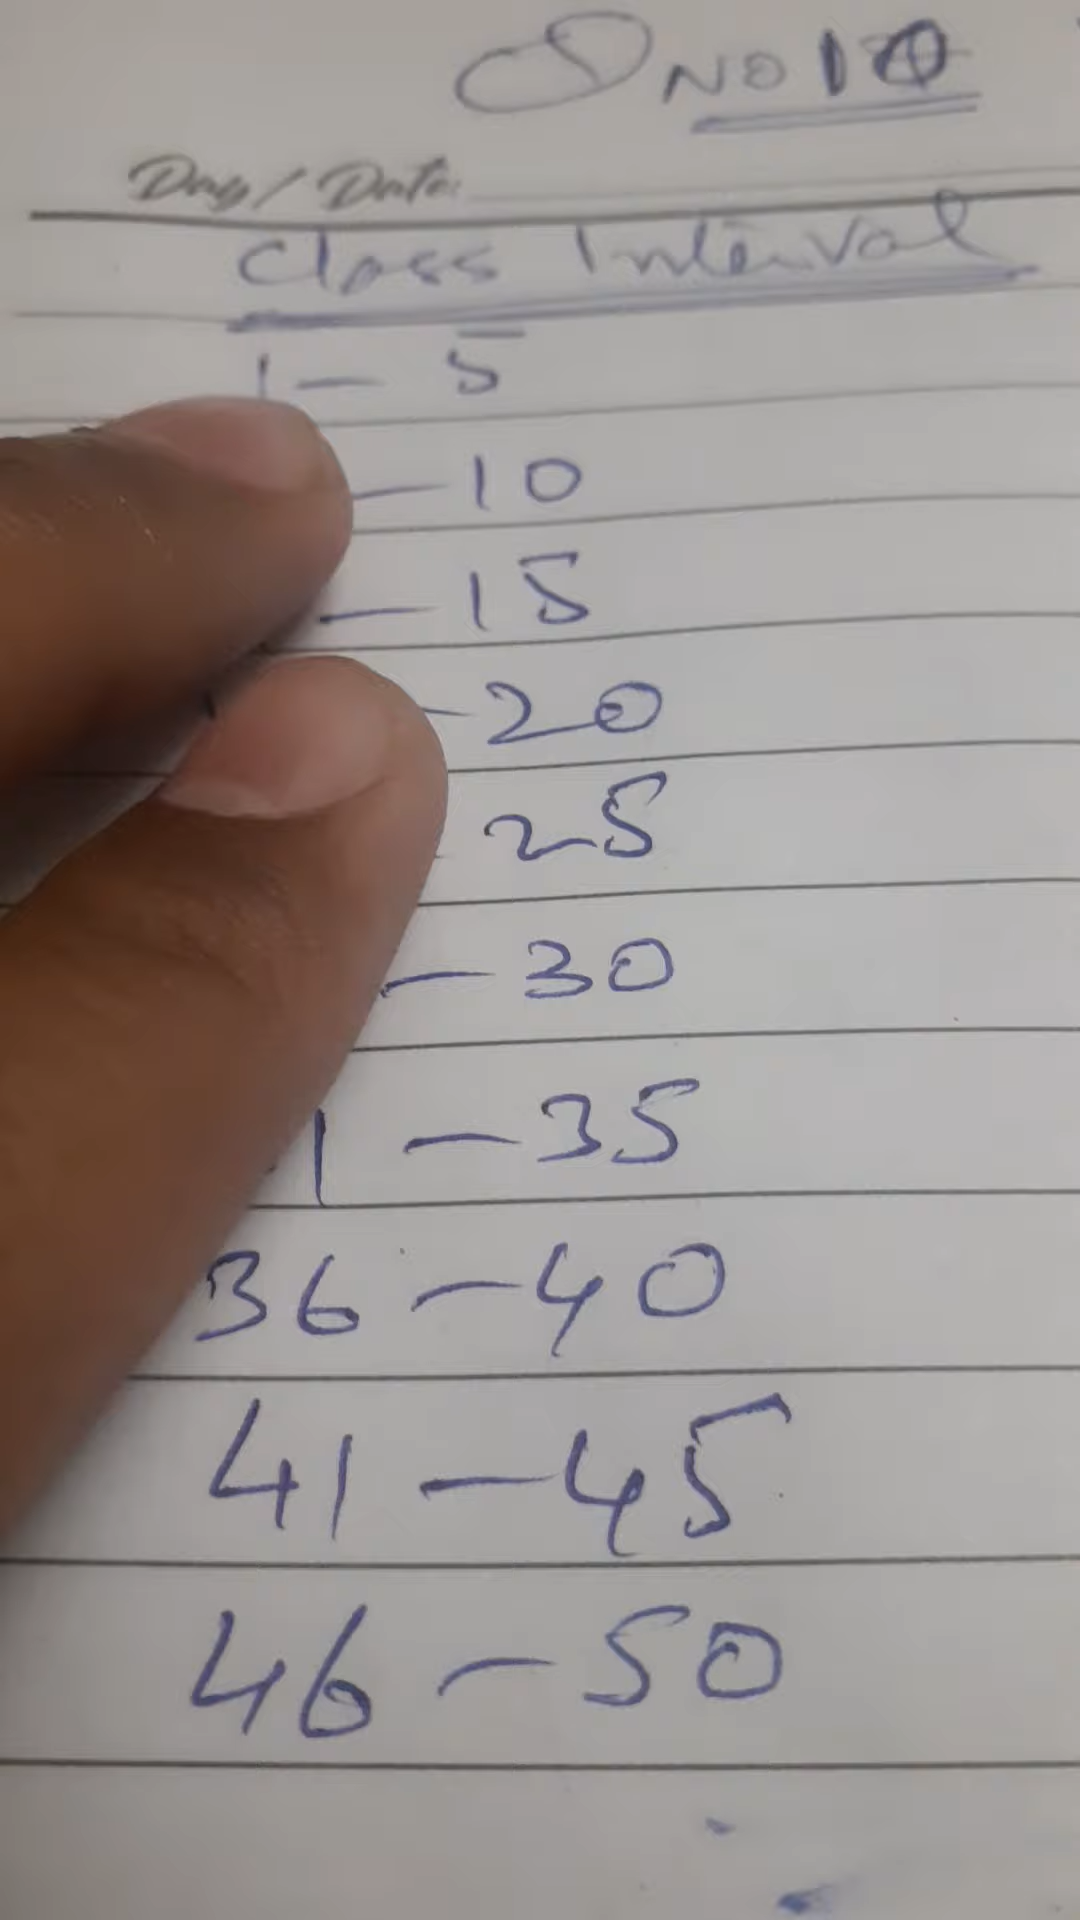 Q NO 10
Day / Date:
Class Interval
1 — 5
— 10
— 15
- 20
25
— 30
1 — 35
36 — 40
41 — 45
46 — 50